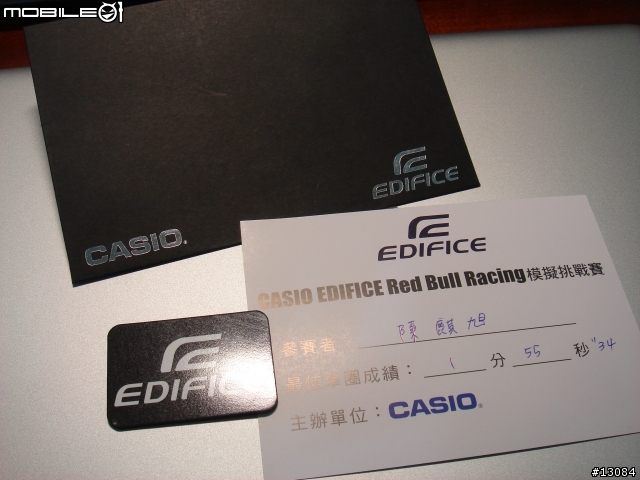 MOBILE01
EDIFICE
CASIO
EDIFICE
CASIO EDIFICE Red Bull Racing模擬挑戰賽
參賽者： 陳 麒 旭
單圈成績： 1 分 55 秒"34
主辦單位：CASIO
EDIFICE
#13084